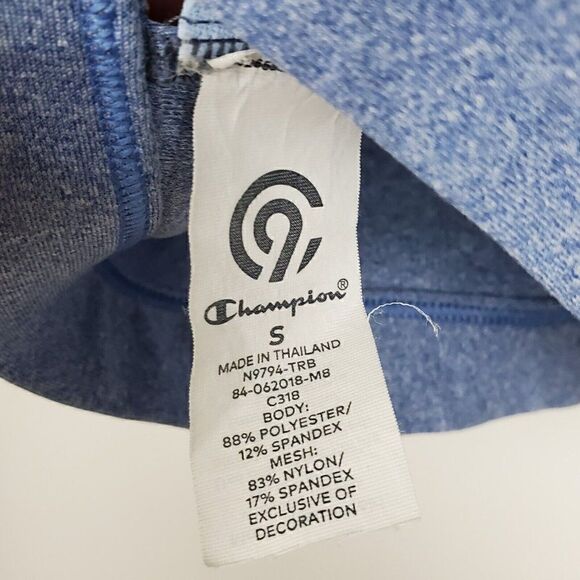 C9
Champion®
S
MADE IN THAILAND
N9794-TRB
84-062018-M8
C318
BODY:
88% POLYESTER/
12% SPANDEX
MESH:
83% NYLON/
17% SPANDEX
EXCLUSIVE OF
DECORATION